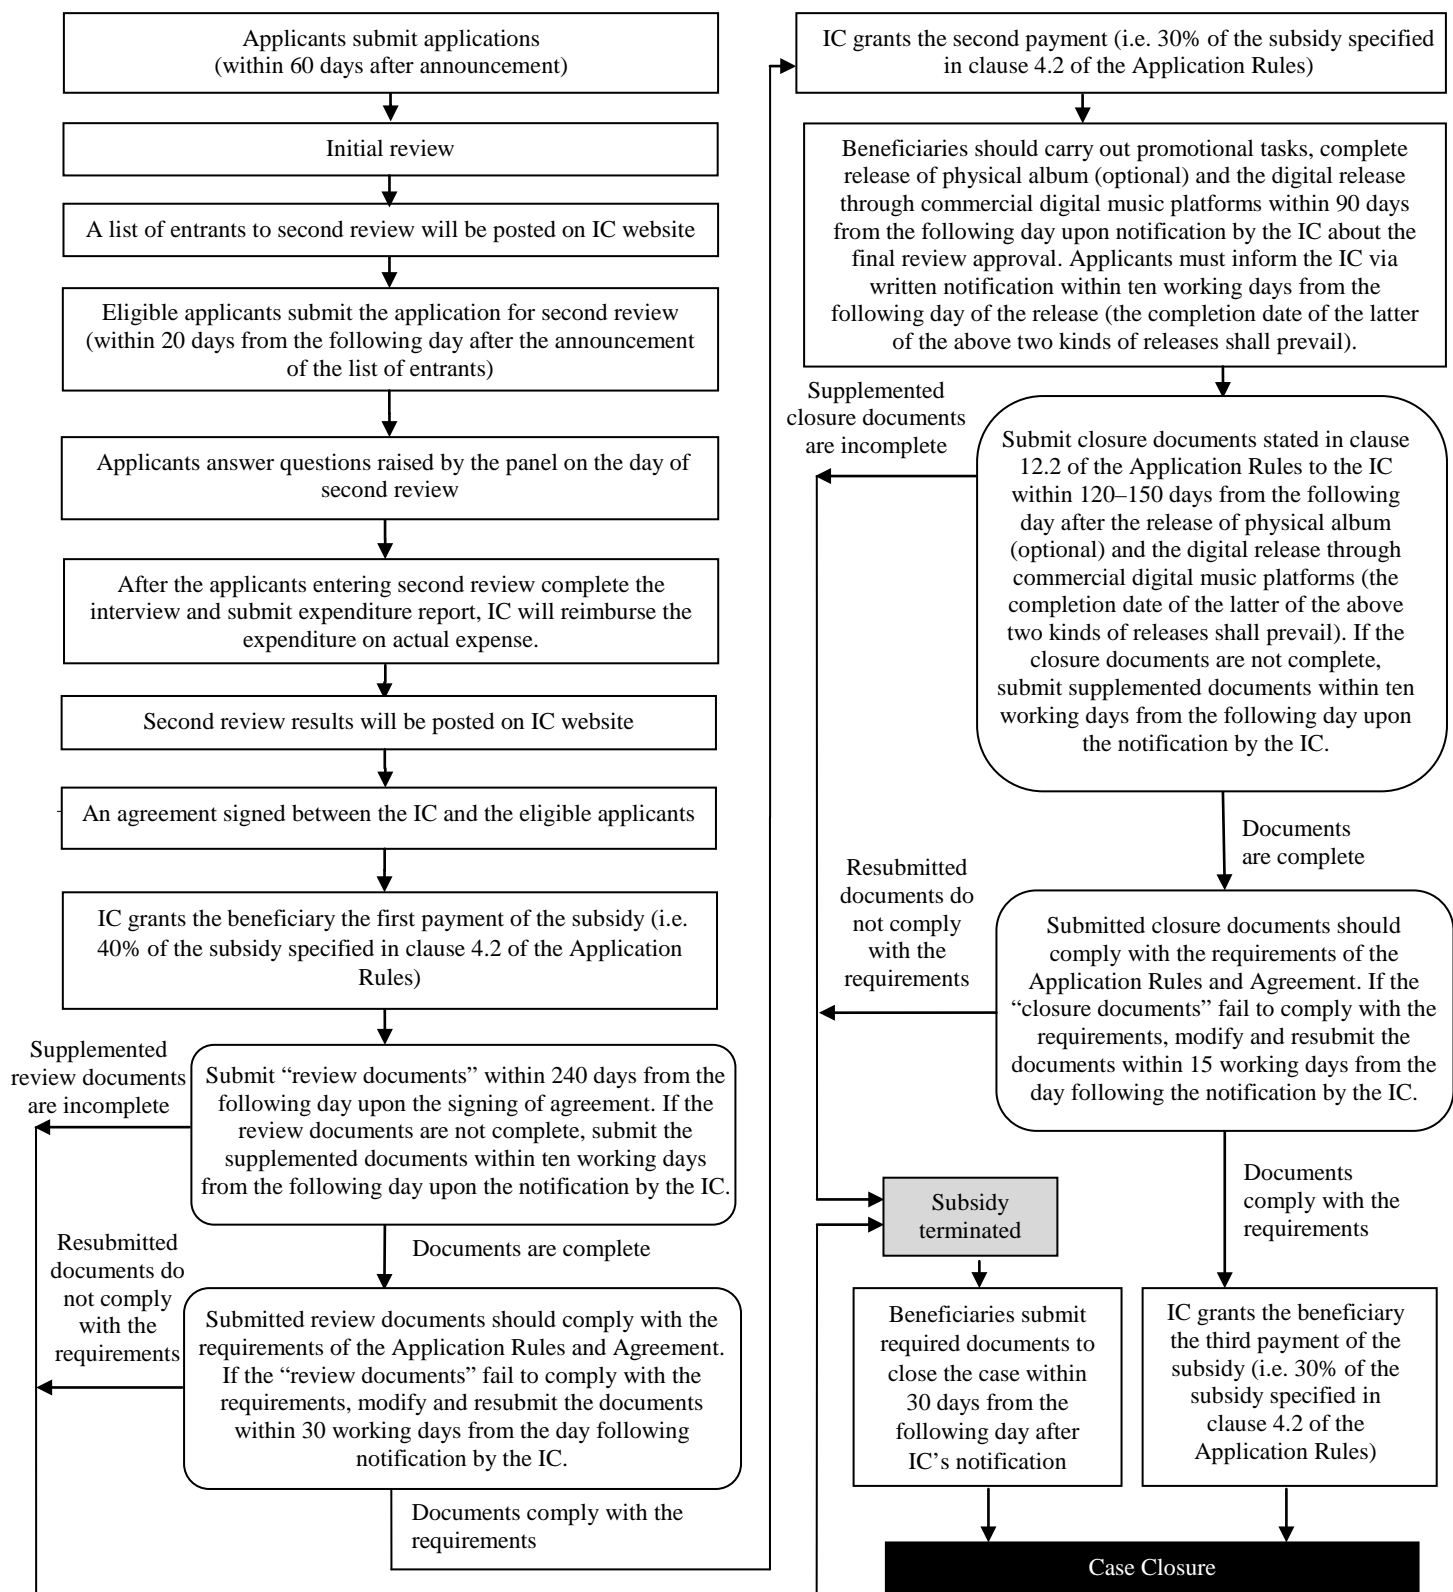 Applicants submit applications
(within 60 days after announcement)
Initial review
A list of entrants to second review will be posted on IC website
Eligible applicants submit the application for second review
(within 20 days from the following day after the announcement
of the list of entrants)
Applicants answer questions raised by the panel on the day of
second review
After the applicants entering second review complete the
interview and submit expenditure report, IC will reimburse the
expenditure on actual expense.
Second review results will be posted on IC website
An agreement signed between the IC and the eligible applicants
IC grants the beneficiary the first payment of the subsidy (i.e.
40% of the subsidy specified in clause 4.2 of the Application
Rules)
Supplemented
review documents
are incomplete
Submit “review documents” within 240 days from the
following day upon the signing of agreement. If the
review documents are not complete, submit the
supplemented documents within ten working days
from the following day upon the notification by the IC.
Documents are complete
Resubmitted
documents do
not comply
with the
requirements
Submitted review documents should comply with the
requirements of the Application Rules and Agreement.
If the “review documents” fail to comply with the
requirements, modify and resubmit the documents
within 30 working days from the day following
notification by the IC.
Documents comply with the
requirements
IC grants the second payment (i.e. 30% of the subsidy specified
in clause 4.2 of the Application Rules)
Beneficiaries should carry out promotional tasks, complete
release of physical album (optional) and the digital release
through commercial digital music platforms within 90 days
from the following day upon notification by the IC about the
final review approval. Applicants must inform the IC via
written notification within ten working days from the
following day of the release (the completion date of the latter
of the above two kinds of releases shall prevail).
Supplemented
closure documents
are incomplete
Submit closure documents stated in clause
12.2 of the Application Rules to the IC
within 120–150 days from the following
day after the release of physical album
(optional) and the digital release through
commercial digital music platforms (the
completion date of the latter of the above
two kinds of releases shall prevail). If the
closure documents are not complete,
submit supplemented documents within ten
working days from the following day upon
the notification by the IC.
Documents
are complete
Resubmitted
documents do
not comply
with the
requirements
Submitted closure documents should
comply with the requirements of the
Application Rules and Agreement. If the
“closure documents” fail to comply with the
requirements, modify and resubmit the
documents within 15 working days from the
day following the notification by the IC.
Documents
comply with the
requirements
Subsidy
terminated
Beneficiaries submit
required documents to
close the case within
30 days from the
following day after
IC’s notification
IC grants the beneficiary
the third payment of the
subsidy (i.e. 30% of the
subsidy specified in
clause 4.2 of the
Application Rules)
Case Closure